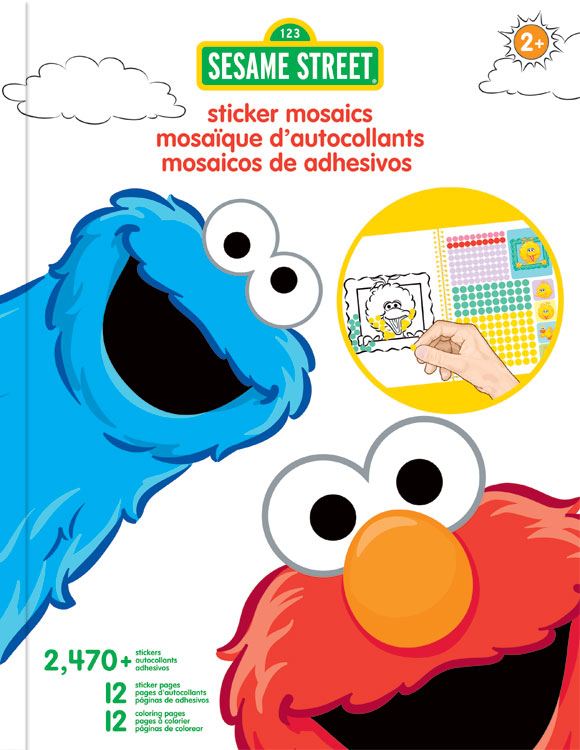 123
SESAME STREET®
2+
sticker mosaics
mosaïque d'autocollants
mosaicos de adhesivos
2,470+ stickers
autocollants
adhesivos
12 sticker pages
pages d'autocollants
páginas de adhesivos
12 coloring pages
pages à colorier
páginas de colorear